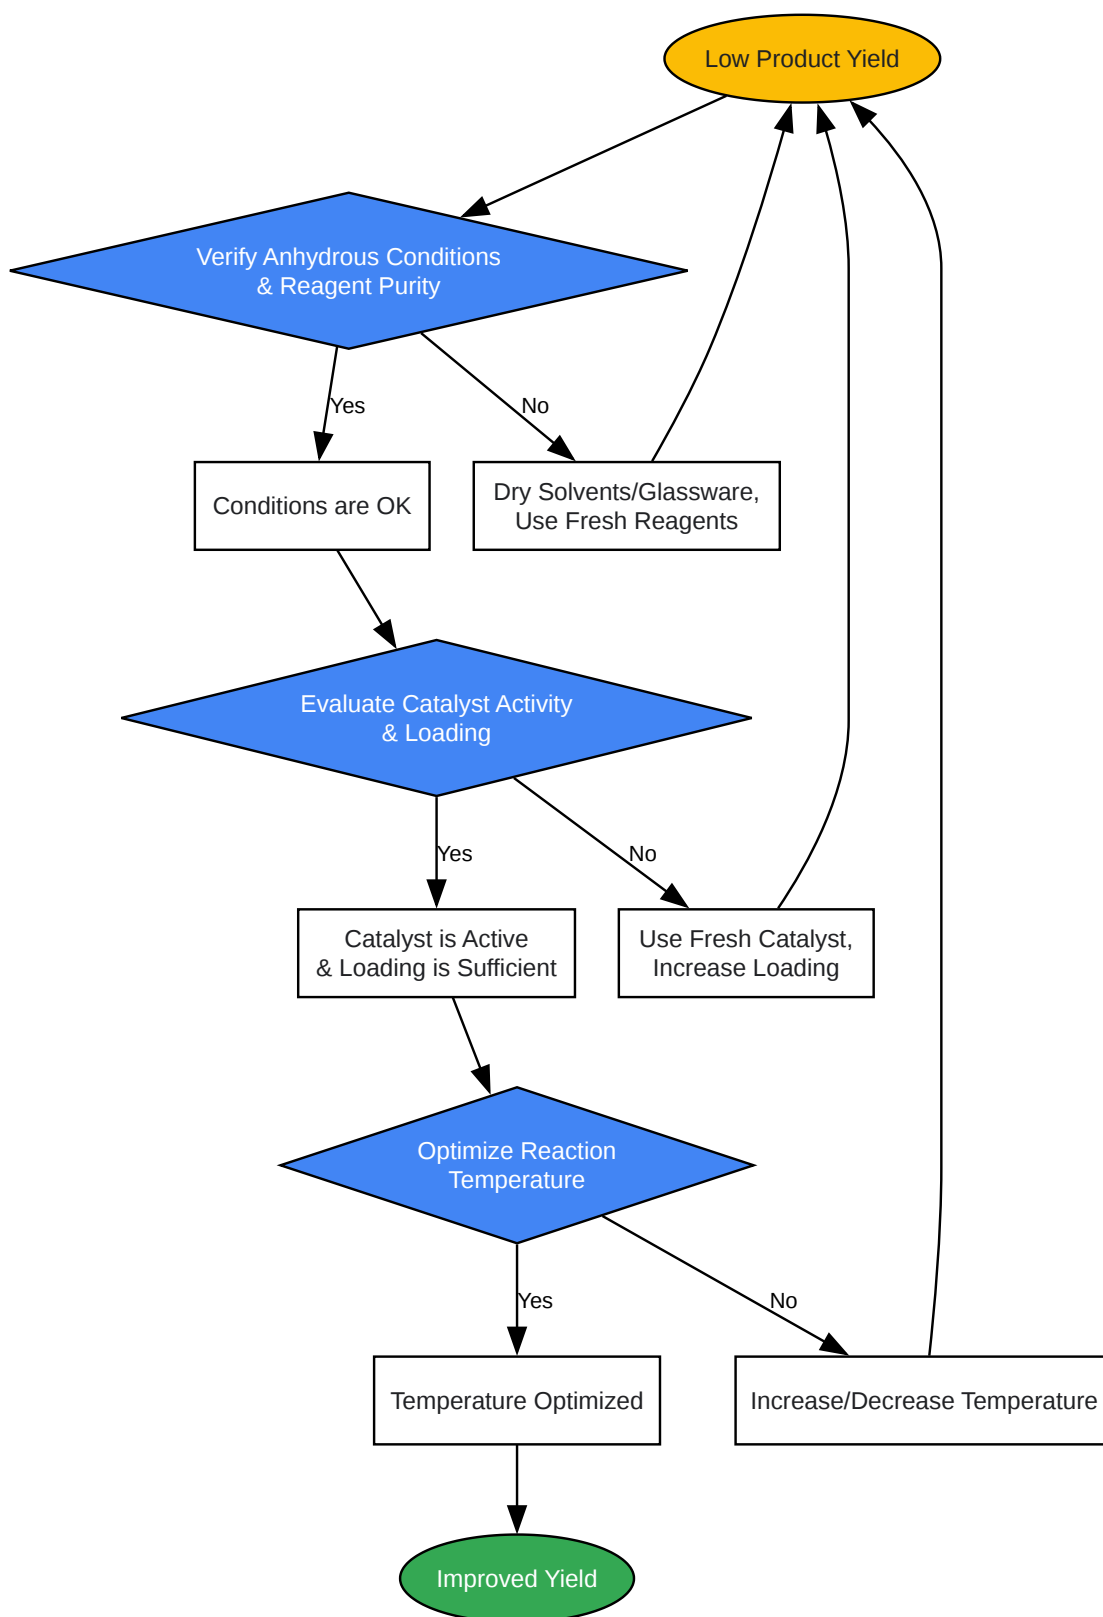 Low Product Yield
Verify Anhydrous Conditions
& Reagent Purity
Yes
No
Conditions are OK
Dry Solvents/Glassware,
Use Fresh Reagents
Evaluate Catalyst Activity
& Loading
Yes
No
Catalyst is Active
& Loading is Sufficient
Use Fresh Catalyst,
Increase Loading
Optimize Reaction
Temperature
Yes
No
Temperature Optimized
Increase/Decrease Temperature
Improved Yield